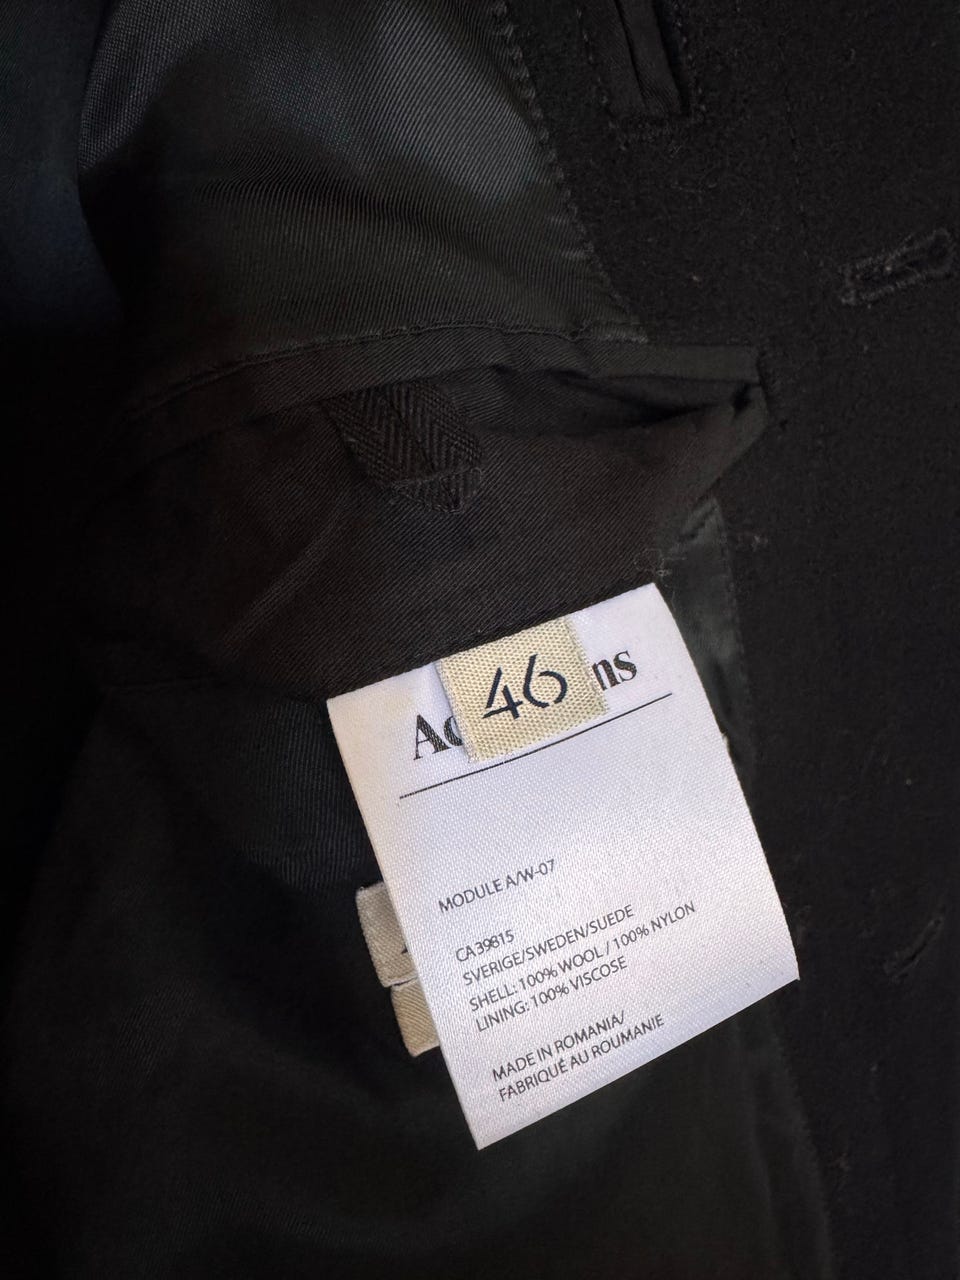 46
Ac ns
MODULE A/W-07
CA39815
SVERIGE/SWEDEN/SUEDE
SHELL: 100% WOOL / 100% NYLON
LINING: 100% VISCOSE
MADE IN ROMANIA/
FABRIQUÉ AU ROUMANIE